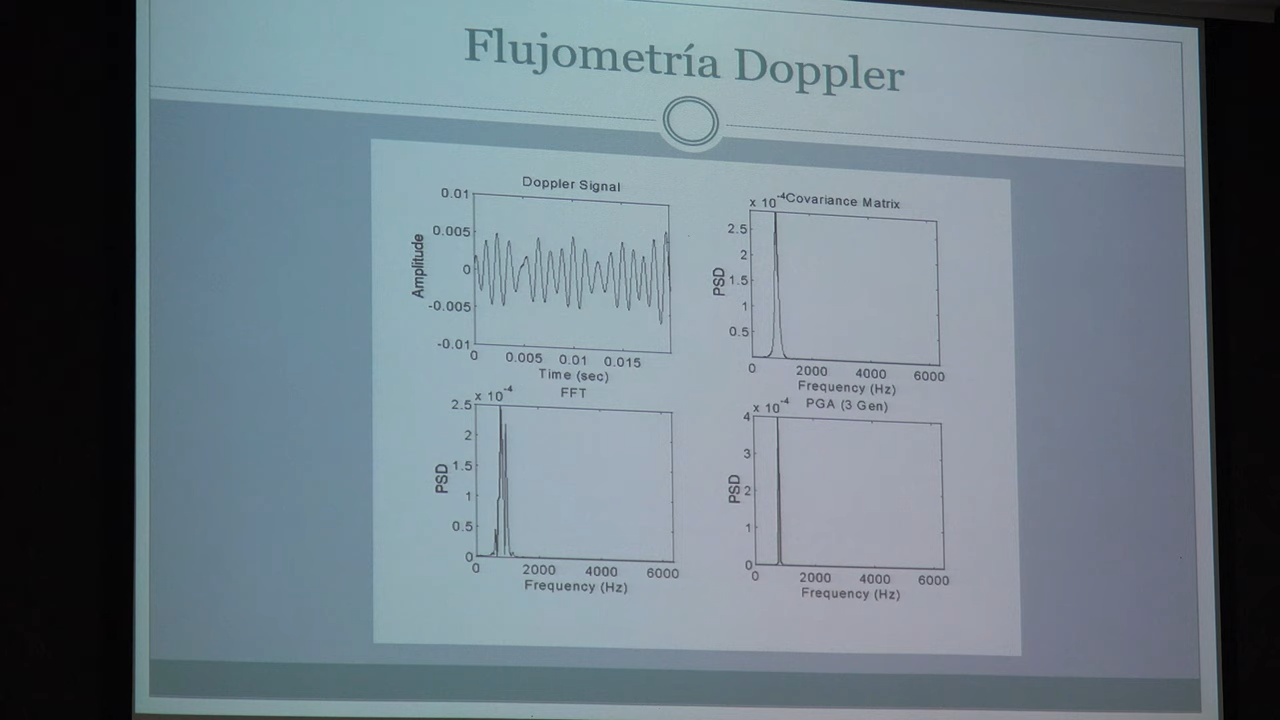 Flujometría Doppler
Doppler Signal
0.01
0.005
0
-0.005
-0.01
Amplitude
0 0.005 0.01 0.015
Time (sec)
x 10-4 Covariance Matrix
2.5
2
1.5
1
0.5
PSD
0 2000 4000 6000
Frequency (Hz)
x 10-4 FFT
2.5
2
1.5
1
0.5
0
PSD
0 2000 4000 6000
Frequency (Hz)
x 10-4 PGA (3 Gen)
4
3
2
1
0
PSD
0 2000 4000 6000
Frequency (Hz)